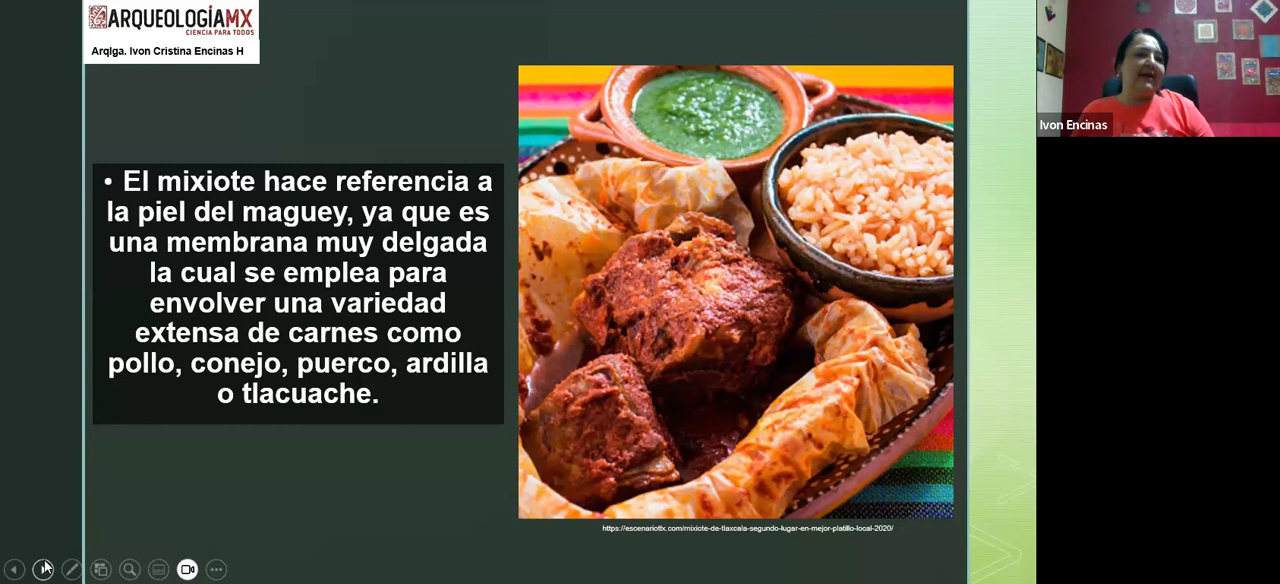 ARQUEOLOGÍAMX
CIENCIA PARA TODOS
Arqlga. Ivon Cristina Encinas H
• El mixiote hace referencia a
la piel del maguey, ya que es
una membrana muy delgada
la cual se emplea para
envolver una variedad
extensa de carnes como
pollo, conejo, puerco, ardilla
o tlacuache.
https://escenariotlx.com/mixiote-de-tlaxcala-segundo-lugar-en-mejor-platillo-local-2020/
Ivon Encinas